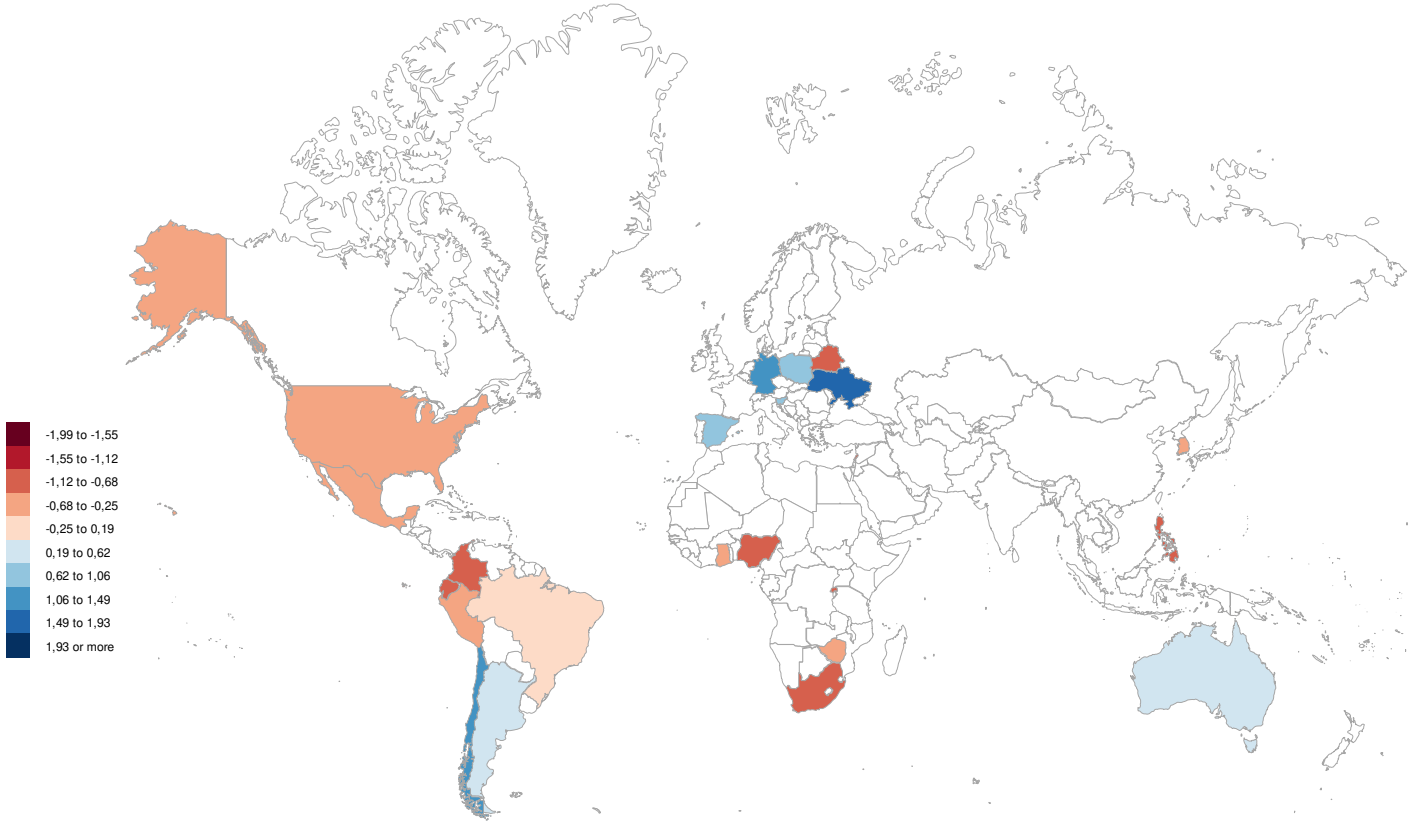 -1,99 to -1,55
-1,55 to -1,12
-1,12 to -0,68
-0,68 to -0,25
-0,25 to 0,19
0,19 to 0,62
0,62 to 1,06
1,06 to 1,49
1,49 to 1,93
1,93 or more